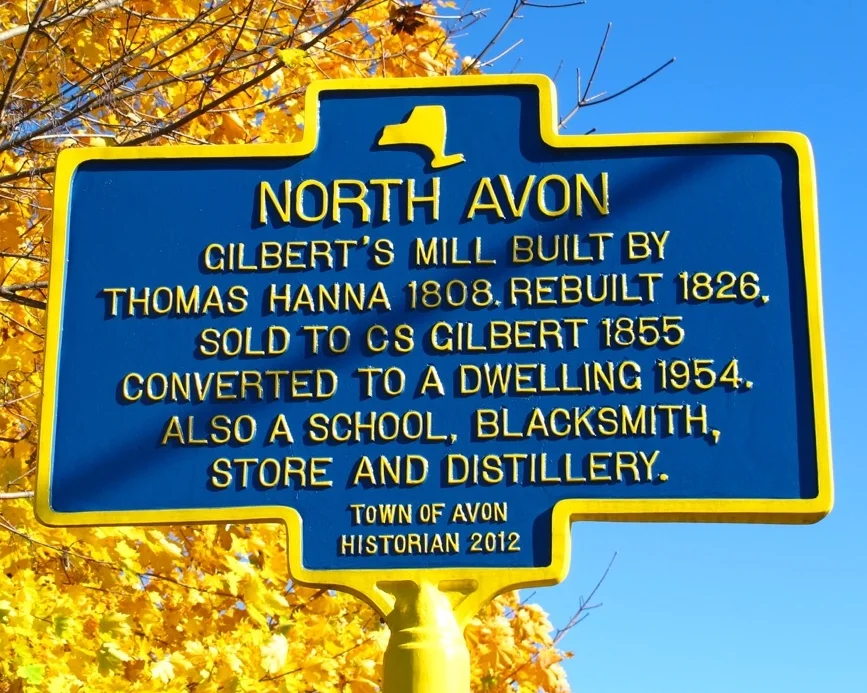 NORTH AVON
GILBERT'S MILL BUILT BY
THOMAS HANNA 1808. REBUILT 1826.
SOLD TO CS GILBERT 1855
CONVERTED TO A DWELLING 1954.
ALSO A SCHOOL, BLACKSMITH,
STORE AND DISTILLERY.
TOWN OF AVON
HISTORIAN 2012